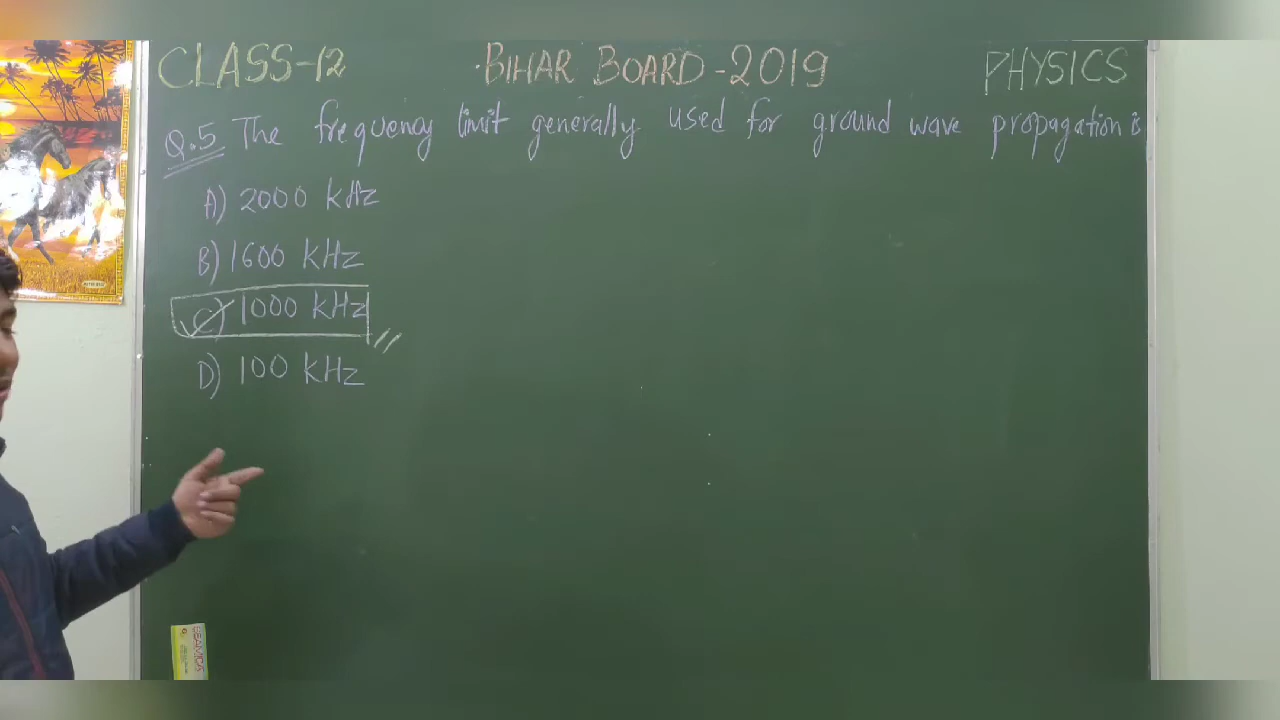 CLASS-12 BIHAR BOARD-2019 PHYSICS
Q.5 The frequency limit generally used for ground wave propagation is
A) 2000 kHz
B) 1600 kHz
C) 1000 kHz
D) 100 kHz